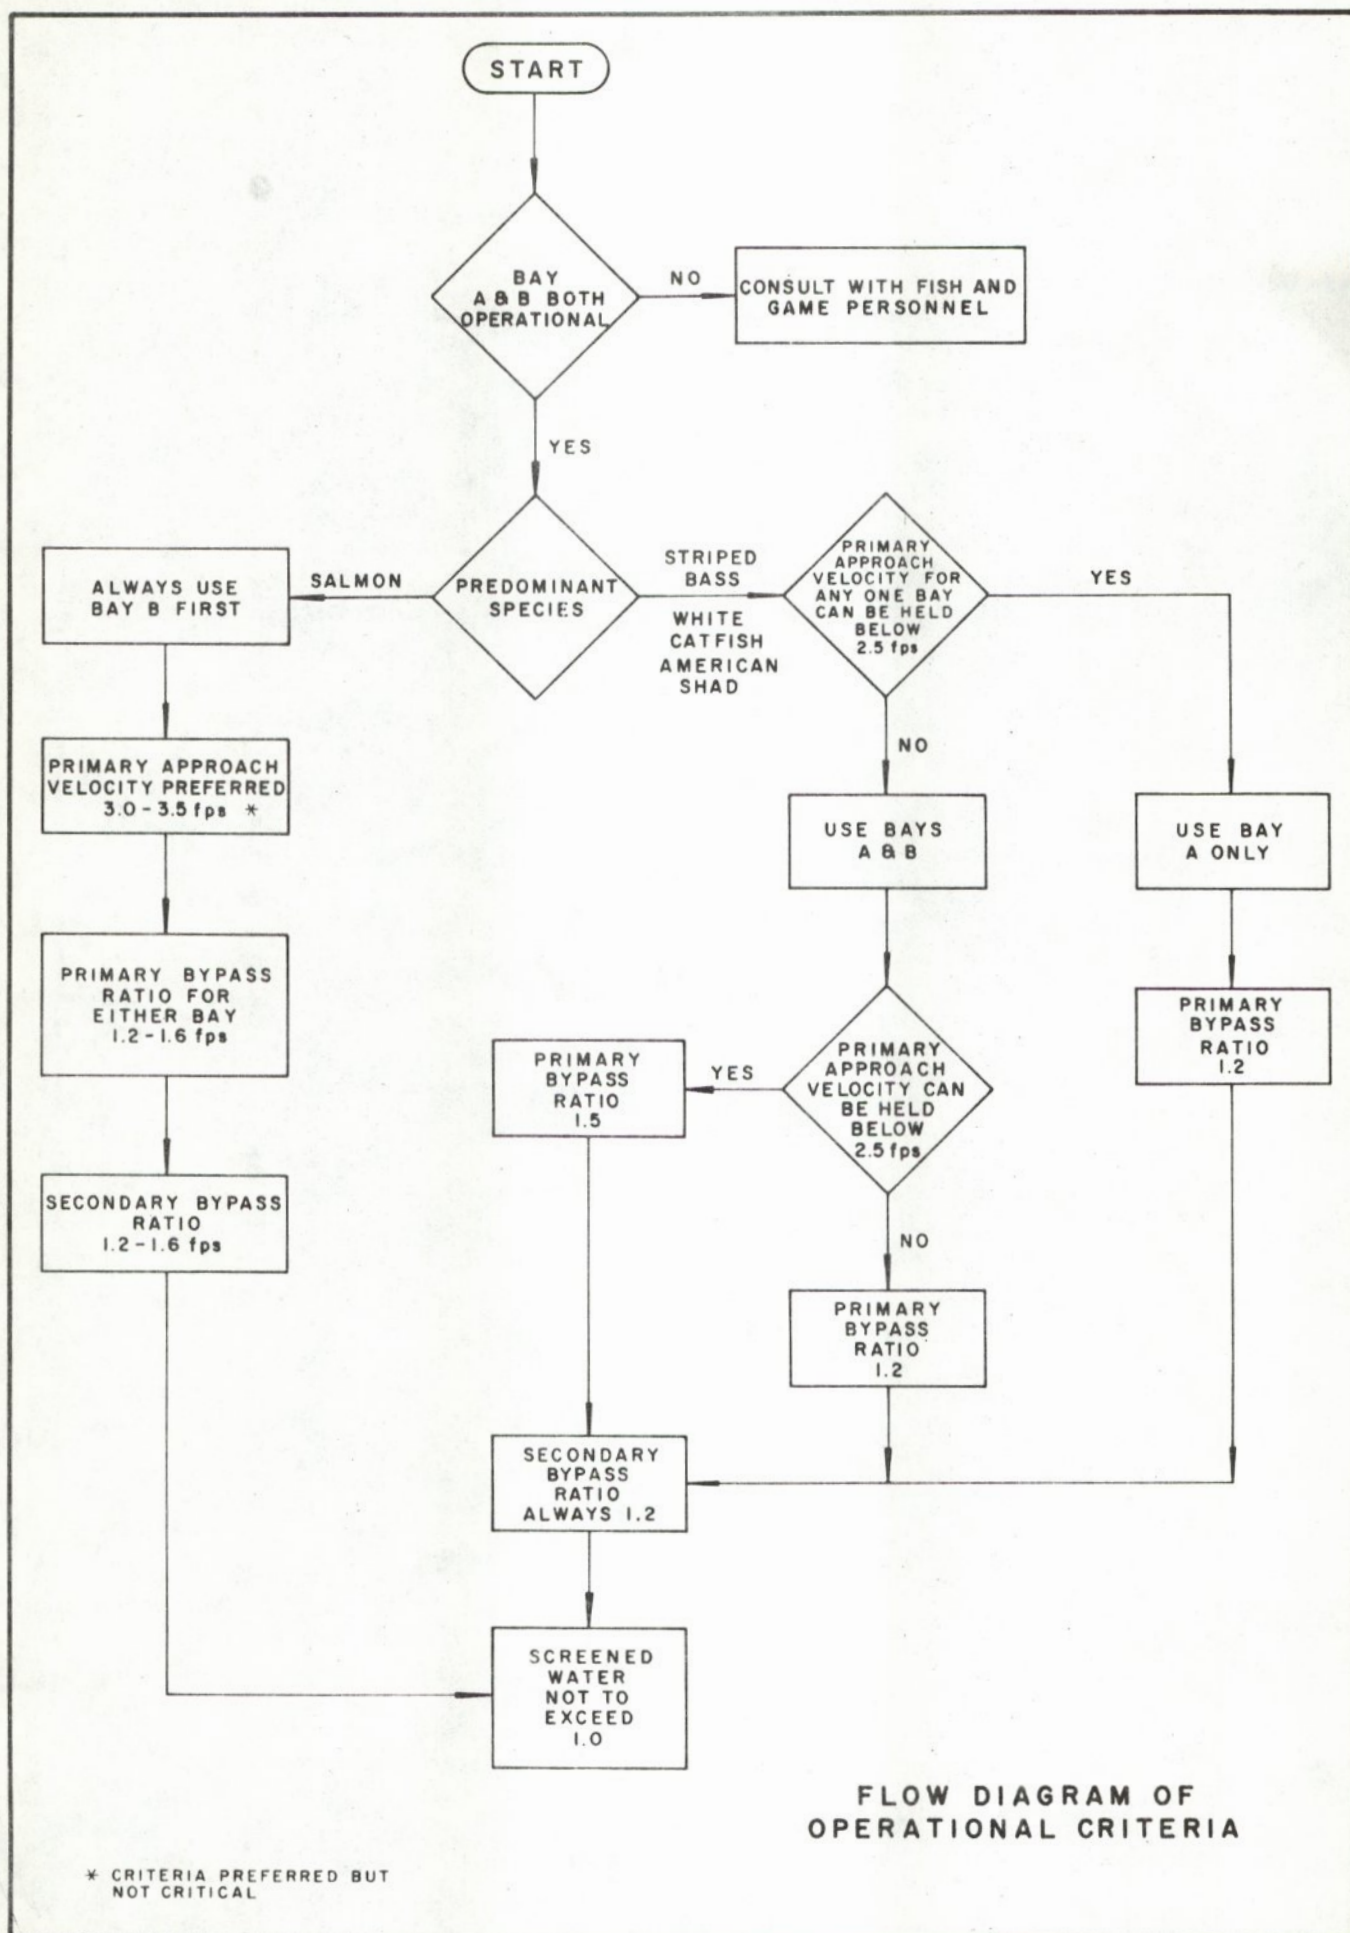 START
BAY
A & B BOTH
OPERATIONAL
NO
CONSULT WITH FISH AND
GAME PERSONNEL
YES
PREDOMINANT
SPECIES
SALMON
ALWAYS USE
BAY B FIRST
PRIMARY APPROACH
VELOCITY PREFERRED
3.0-3.5 fps *
PRIMARY BYPASS
RATIO FOR
EITHER BAY
1.2-1.6 fps
SECONDARY BYPASS
RATIO
1.2-1.6 fps
STRIPED
BASS
WHITE
CATFISH
AMERICAN
SHAD
PRIMARY
APPROACH
VELOCITY FOR
ANY ONE BAY
CAN BE HELD
BELOW
2.5 fps
YES
USE BAY
A ONLY
PRIMARY
BYPASS
RATIO
1.2
NO
USE BAYS
A & B
PRIMARY
APPROACH
VELOCITY CAN
BE HELD
BELOW
2.5 fps
YES
PRIMARY
BYPASS
RATIO
1.5
NO
PRIMARY
BYPASS
RATIO
1.2
SECONDARY
BYPASS
RATIO
ALWAYS 1.2
SCREENED
WATER
NOT TO
EXCEED
1.0
FLOW DIAGRAM OF
OPERATIONAL CRITERIA
* CRITERIA PREFERRED BUT
NOT CRITICAL